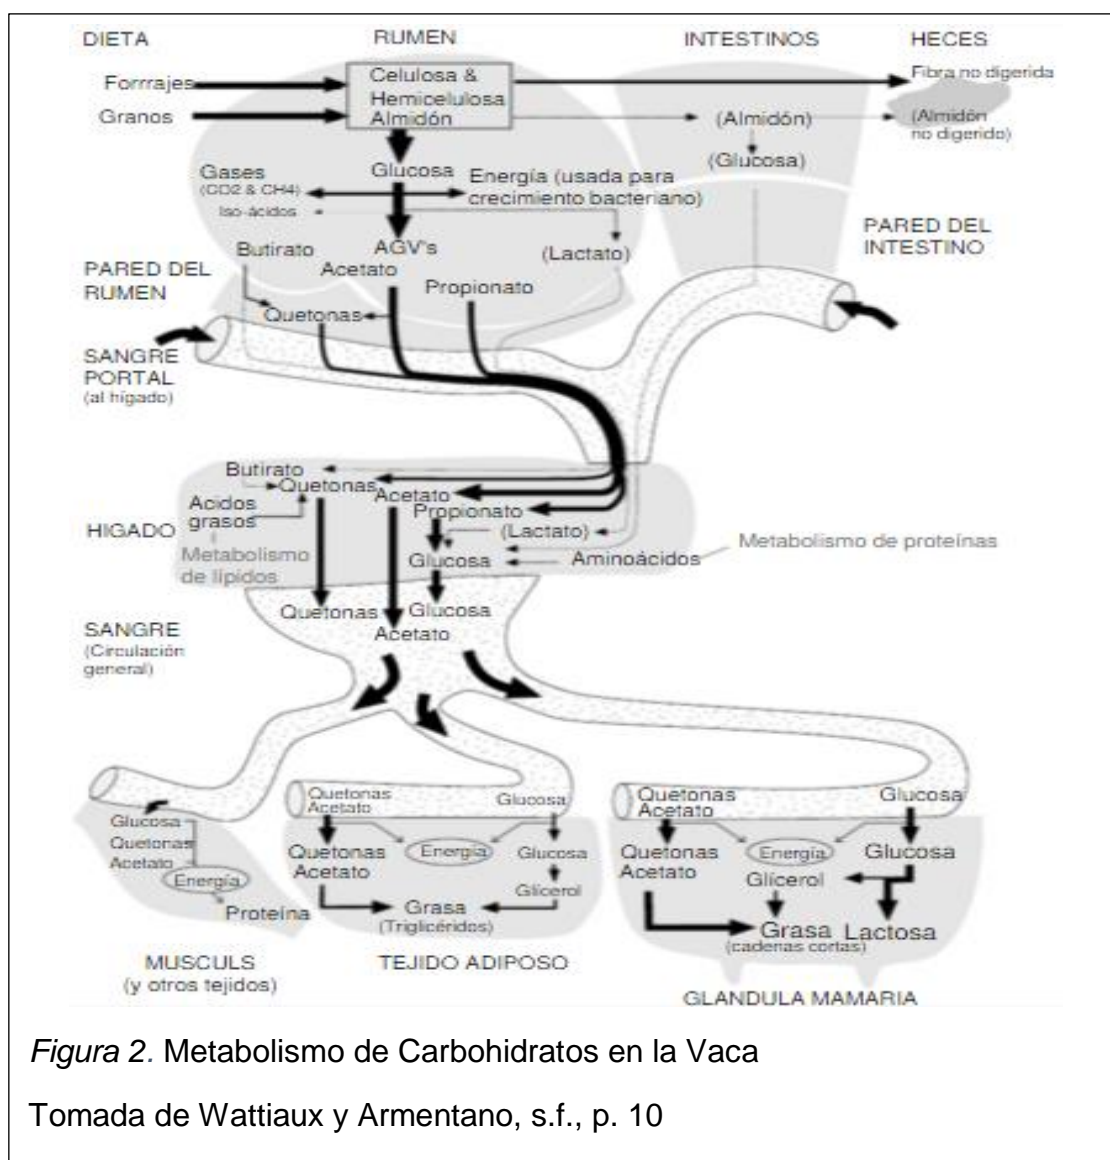 DIETA
RUMEN
INTESTINOS
HECES
Forrrajes
Granos
Celulosa &
Hemicelulosa
Almidón
Fibra no digerida
(Almidón)
(Almidón
no digerido)
Glucosa
(Glucosa)
Gases
(CO2 & CH4)
Energía (usada para
crecimiento bacteriano)
Iso-ácidos
Butirato
AGV's
Acetato
(Lactato)
PARED DEL
INTESTINO
PARED DEL
RUMEN
Propionato
Quetonas
SANGRE
PORTAL
(al hígado)
Butirato
Quetonas
Acetato
Propionato
Acidos
grasos
HIGADO
(Lactato)
Metabolismo
de lípidos
Glucosa
Aminoácidos
Metabolismo de proteínas
Quetonas
Glucosa
Acetato
SANGRE
(Circulación
general)
Glucosa
Quetonas
Acetato
Energía
Proteína
MUSCULS
(y otros tejidos)
Quetonas
Acetato
Glucosa
Quetonas
Acetato
Energía
Glucosa
Glicerol
Grasa
(Triglicéridos)
TEJIDO ADIPOSO
Quetonas
Acetato
Glucosa
Quetonas
Acetato
Energía
Glucosa
Glicerol
Grasa
(cadenas cortas)
Lactosa
GLANDULA MAMARIA
Figura 2. Metabolismo de Carbohidratos en la Vaca
Tomada de Wattiaux y Armentano, s.f., p. 10